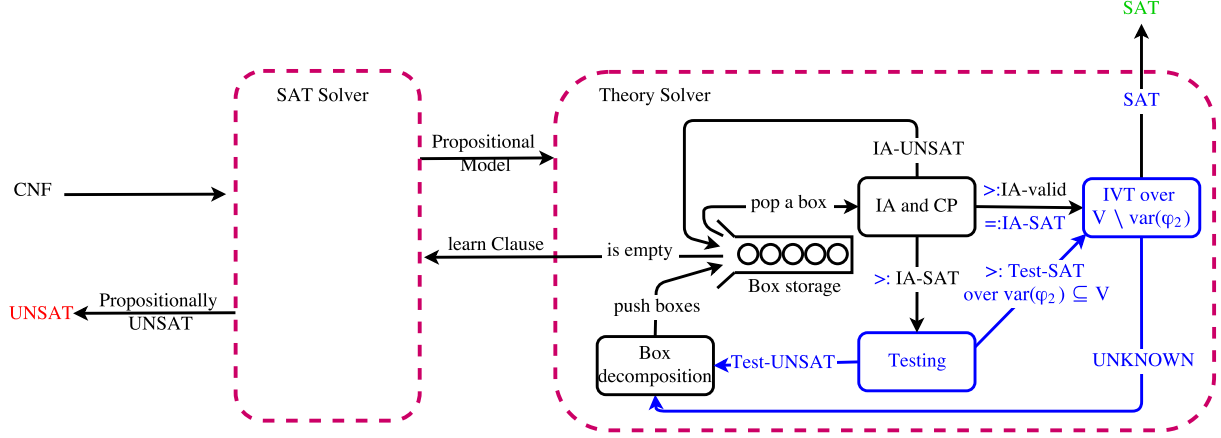 SAT
SAT Solver
Theory Solver
SAT
Propositional
Model
IA-UNSAT
CNF
pop a box
IA and CP
>:IA-valid
=:IA-SAT
IVT over
V \ var(φ₂)
learn Clause
is empty
Box storage
>: IA-SAT
>: Test-SAT
over var(φ₂) ⊆ V
push boxes
UNSAT
Propositionally
UNSAT
Box
decomposition
Test-UNSAT
Testing
UNKNOWN